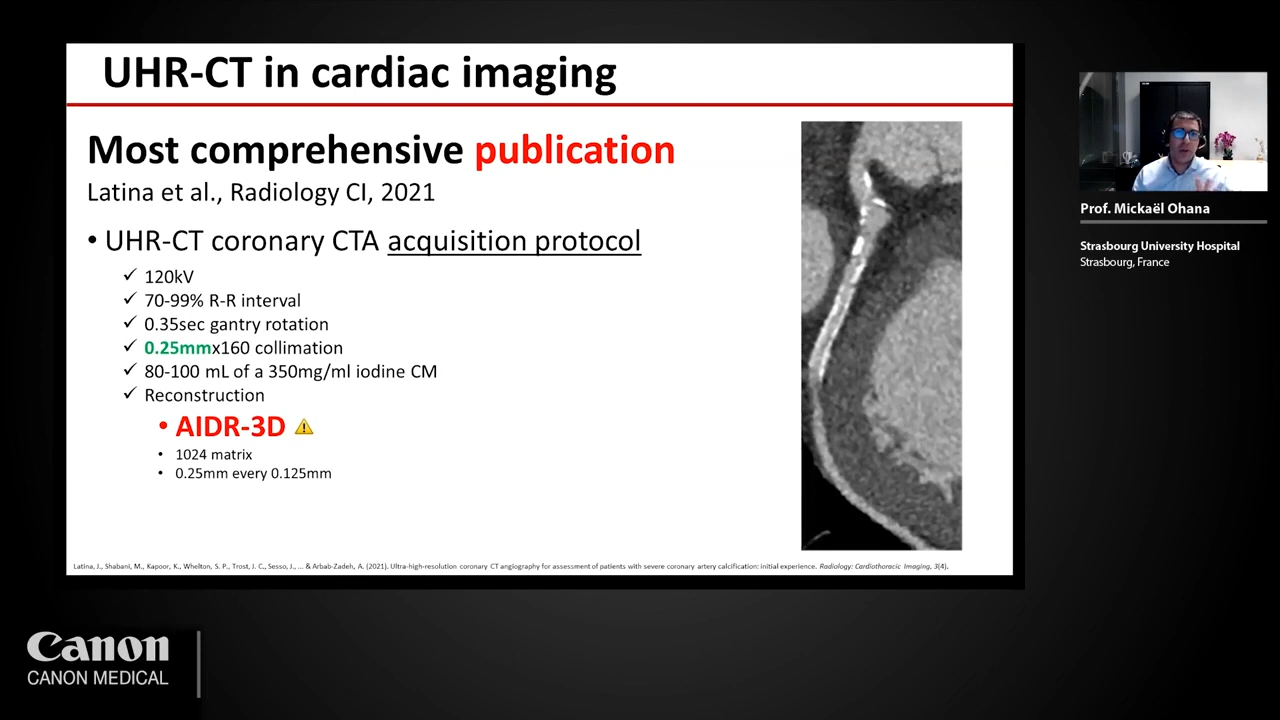 UHR-CT in cardiac imaging
Most comprehensive publication
Latina et al., Radiology CI, 2021
• UHR-CT coronary CTA acquisition protocol
✓ 120kV
✓ 70-99% R-R interval
✓ 0.35sec gantry rotation
✓ 0.25mmx160 collimation
✓ 80-100 mL of a 350mg/ml iodine CM
✓ Reconstruction
• AIDR-3D
• 1024 matrix
• 0.25mm every 0.125mm
Latina, J., Shabani, M., Kapoor, K., Whelton, S. P., Trost, J. C., Sesso, J., ... & Arbab-Zadeh, A. (2021). Ultra-high-resolution coronary CT angiography for assessment of patients with severe coronary artery calcification: initial experience. Radiology: Cardiothoracic Imaging, 3(4).
Prof. Mickaël Ohana
Strasbourg University Hospital
Strasbourg, France
Canon
CANON MEDICAL